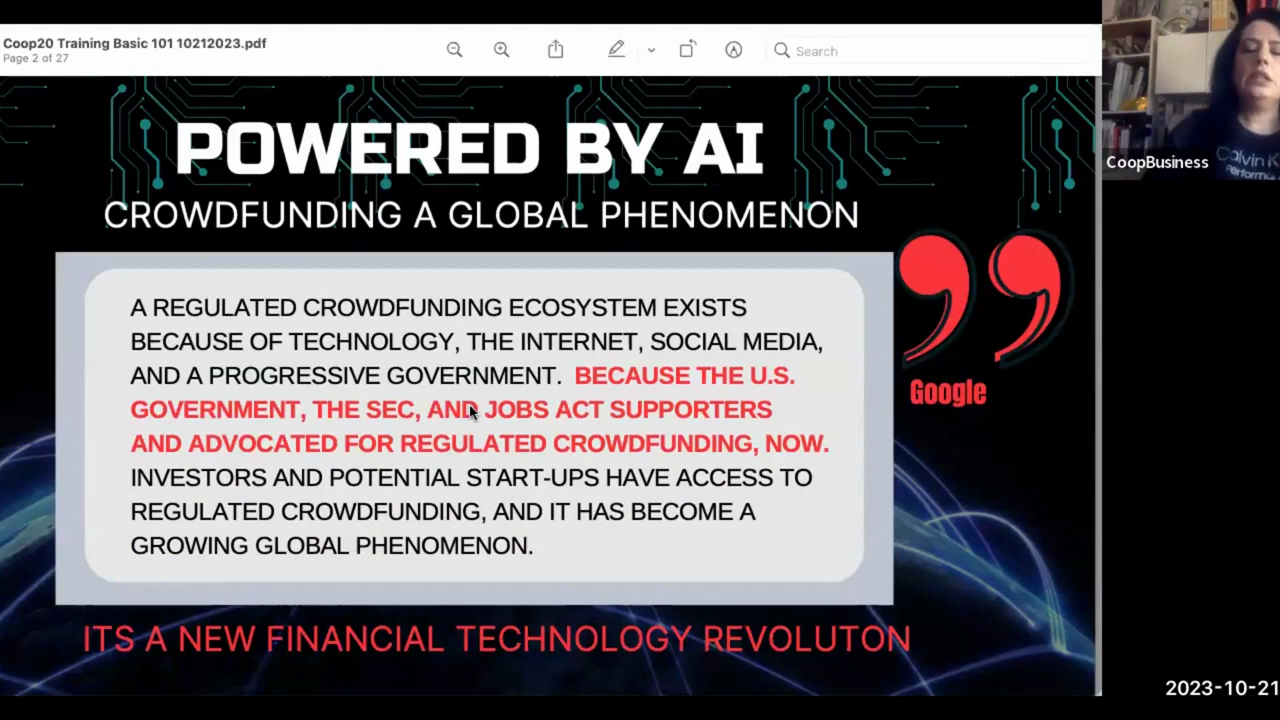 Coop20 Training Basic 101 10212023.pdf
Page 2 of 27
Search
POWERED BY AI
CROWDFUNDING A GLOBAL PHENOMENON
A REGULATED CROWDFUNDING ECOSYSTEM EXISTS
BECAUSE OF TECHNOLOGY, THE INTERNET, SOCIAL MEDIA,
AND A PROGRESSIVE GOVERNMENT. BECAUSE THE U.S.
GOVERNMENT, THE SEC, AND JOBS ACT SUPPORTERS
AND ADVOCATED FOR REGULATED CROWDFUNDING, NOW.
INVESTORS AND POTENTIAL START-UPS HAVE ACCESS TO
REGULATED CROWDFUNDING, AND IT HAS BECOME A
GROWING GLOBAL PHENOMENON.
”
Google
ITS A NEW FINANCIAL TECHNOLOGY REVOLUTON
CoopBusiness
Calvin K
Perform
2023-10-21